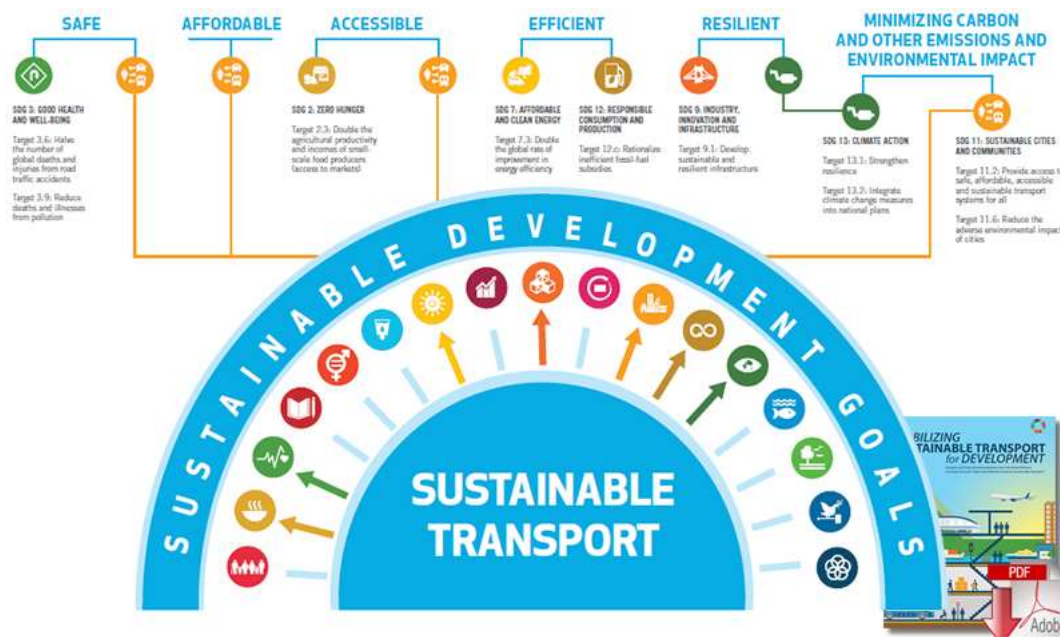 SAFE
AFFORDABLE
ACCESSIBLE
EFFICIENT
RESILIENT
MINIMIZING CARBON
AND OTHER EMISSIONS AND
ENVIRONMENTAL IMPACT
SDG 3: GOOD HEALTH
AND WELL-BEING
Target 3.6: Halve
the number of
global deaths and
injuries from road
traffic accidents
Target 3.9: Reduce
deaths and illnesses
from pollution
SDG 2: ZERO HUNGER
Target 2.3: Double the
agricultural productivity
and incomes of small-
scale food producers
(access to markets)
SDG 7: AFFORDABLE
AND CLEAN ENERGY
Target 7.3: Double
the global rate of
improvement in
energy efficiency
SDG 12: RESPONSIBLE
CONSUMPTION AND
PRODUCTION
Target 12.c: Rationalize
inefficient fossil-fuel
subsidies
SDG 9: INDUSTRY,
INNOVATION AND
INFRASTRUCTURE
Target 9.1: Develop
sustainable and
resilient infrastructure
SDG 13: CLIMATE ACTION
Target 13.1: Strengthen
resilience
Target 13.2: Integrate
climate change measures
into national plans
SDG 11: SUSTAINABLE CITIES
AND COMMUNITIES
Target 11.2: Provide access to
safe, affordable, accessible
and sustainable transport
systems for all
Target 11.6: Reduce the
adverse environmental impact
of cities
SUSTAINABLE DEVELOPMENT GOALS
SUSTAINABLE
TRANSPORT
BILIZING
TAINABLE TRANSPORT
for DEVELOPMENT
PDF
Adob